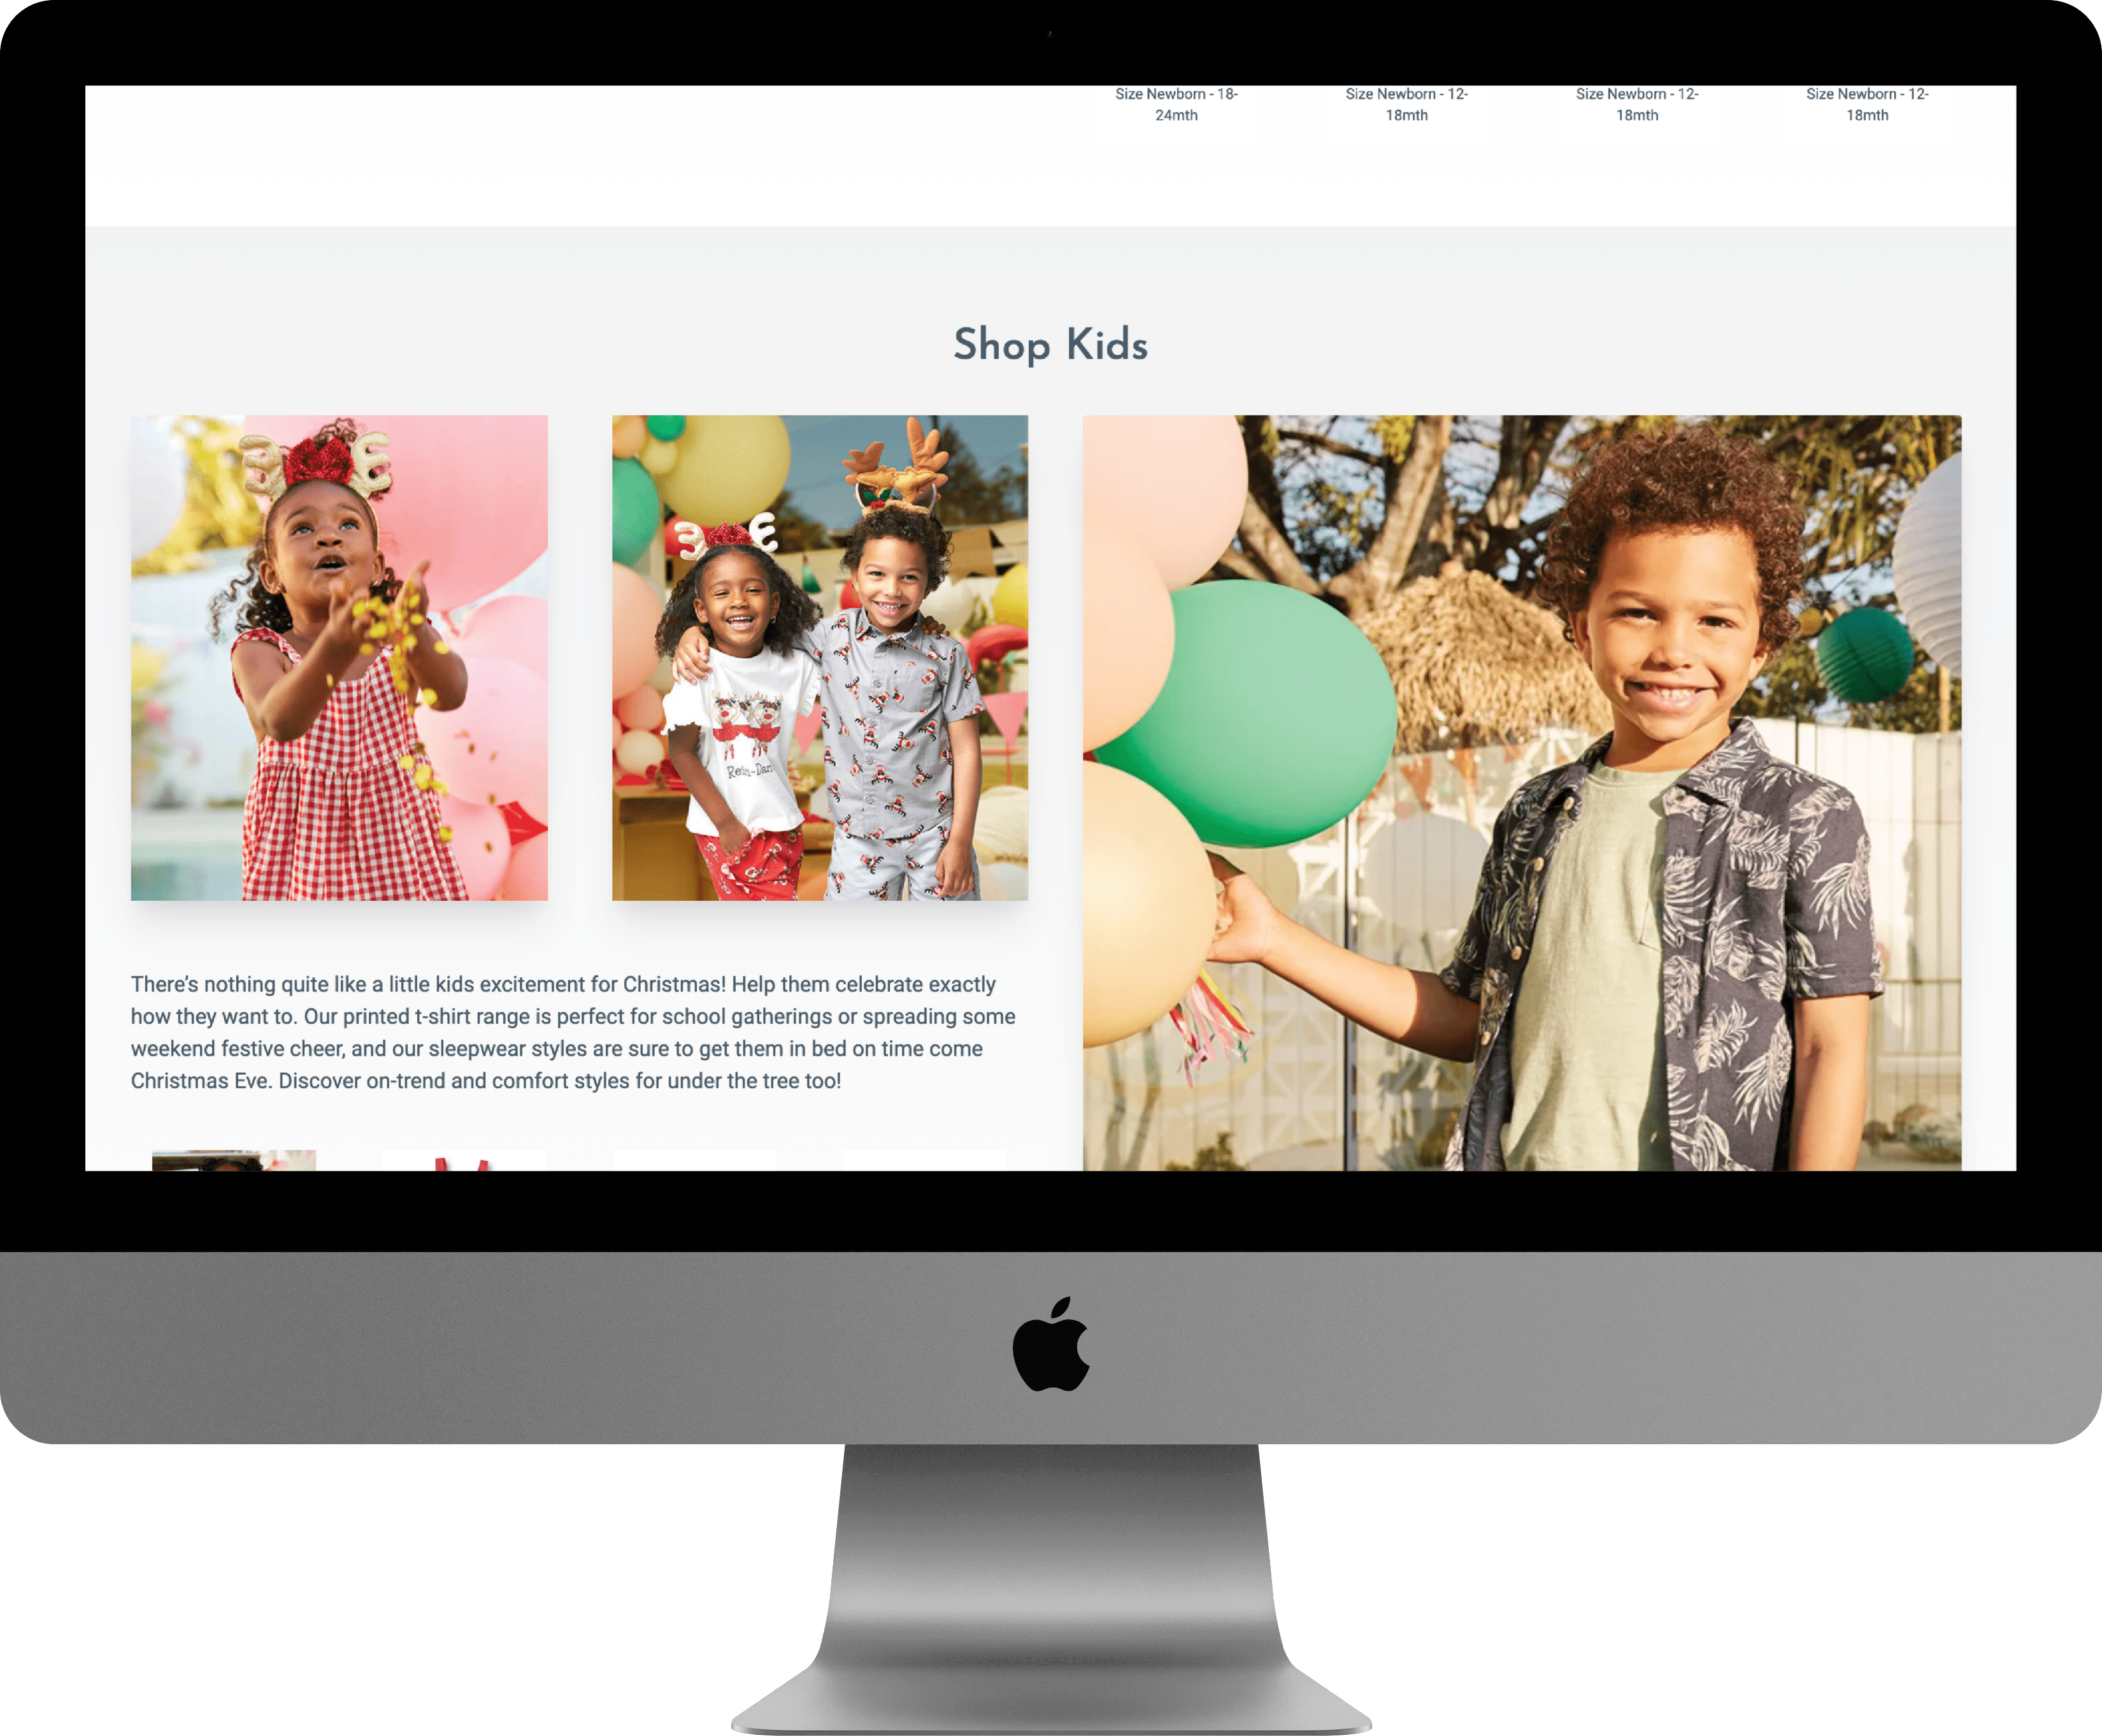 Size Newborn - 18-
24mth
Size Newborn - 12-
18mth
Size Newborn - 12-
18mth
Size Newborn - 12-
18mth
Shop Kids
Rein-Dan
There's nothing quite like a little kids excitement for Christmas! Help them celebrate exactly
how they want to. Our printed t-shirt range is perfect for school gatherings or spreading some
weekend festive cheer, and our sleepwear styles are sure to get them in bed on time come
Christmas Eve. Discover on-trend and comfort styles for under the tree too!